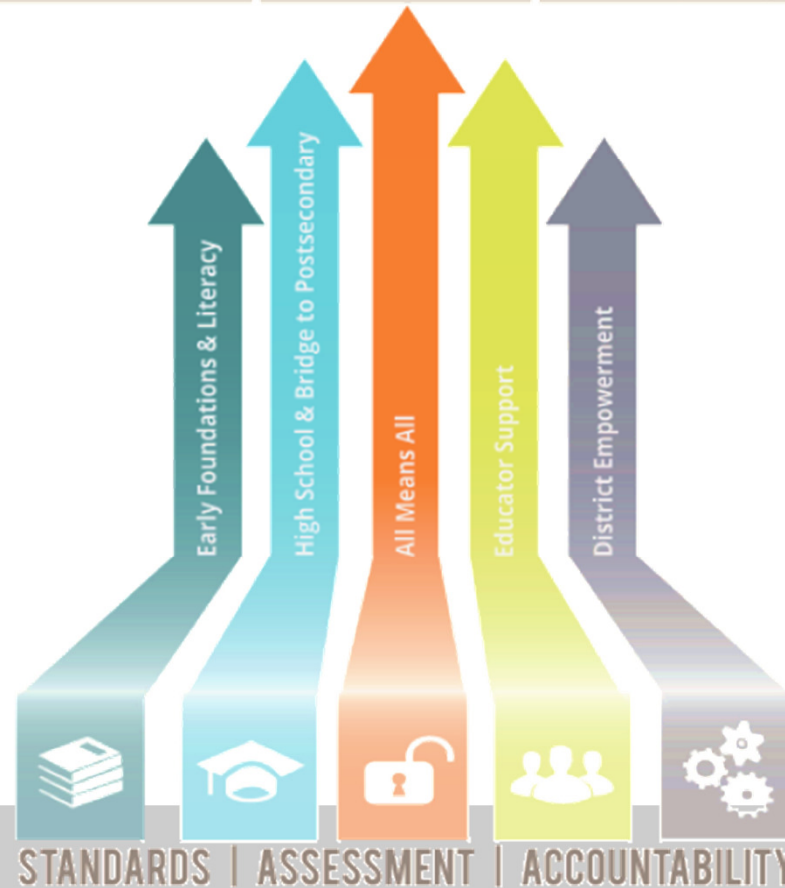 Early Foundations & Literacy
High School & Bridge to Postsecondary
All Means All
Educator Support
District Empowerment
STANDARDS | ASSESSMENT | ACCOUNTABILITY